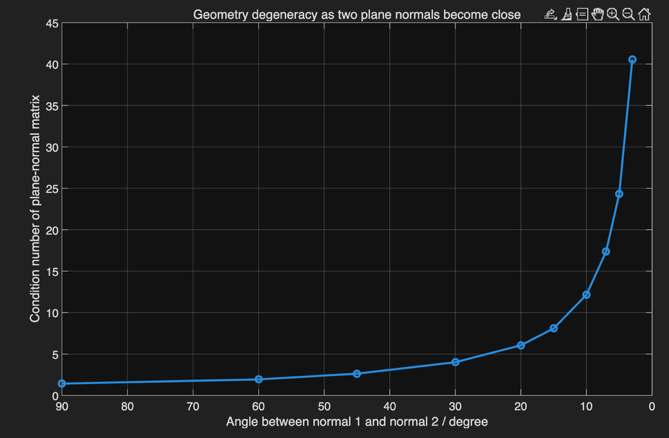 Geometry degeneracy as two plane normals become close
45
40
35
30
25
20
15
10
5
0
Condition number of plane-normal matrix
90 80 70 60 50 40 30 20 10 0
Angle between normal 1 and normal 2 / degree